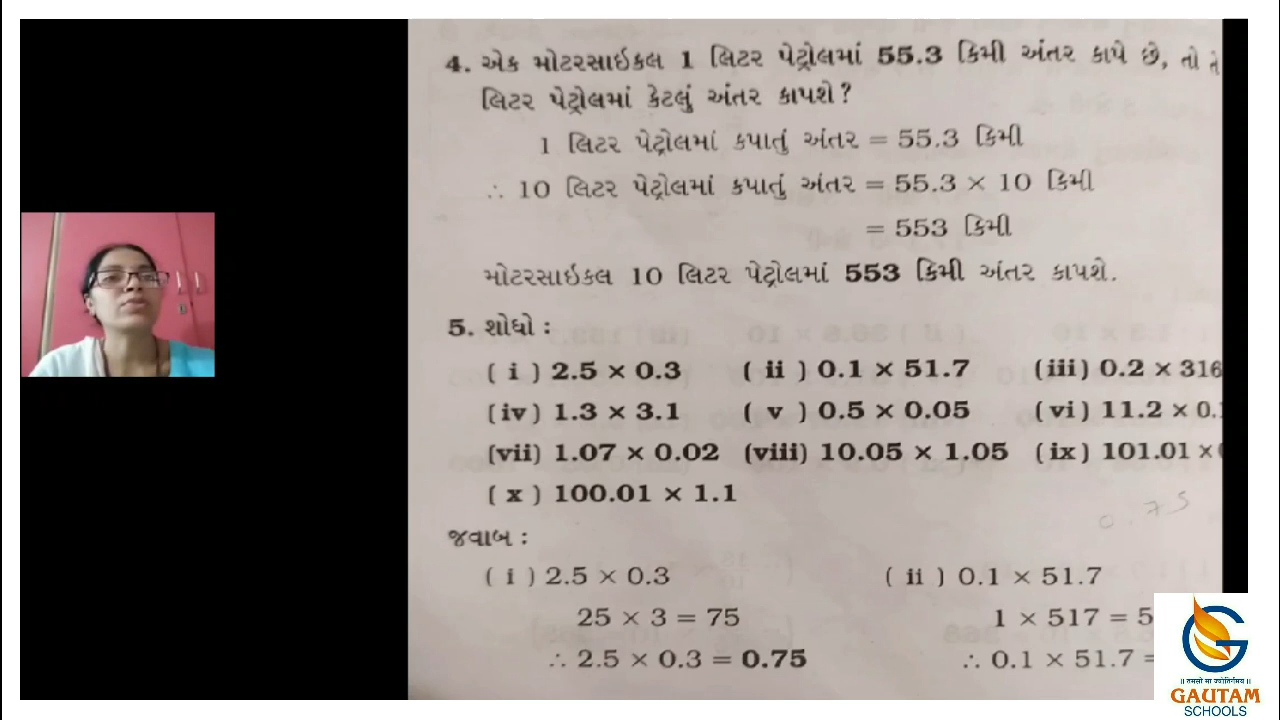 4. એક મોટરસાઇકલ 1 લિટર પેટ્રોલમાં 55.3 કિમી અંતર કાપે છે, તો તે
લિટર પેટ્રોલમાં કેટલું અંતર કાપશે?
1 લિટર પેટ્રોલમાં કપાતું અંતર = 55.3 કિમી
∴ 10 લિટર પેટ્રોલમાં કપાતું અંતર = 55.3 × 10 કિમી
= 553 કિમી
મોટરસાઇકલ 10 લિટર પેટ્રોલમાં 553 કિમી અંતર કાપશે.
5. શોધો :
( i ) 2.5 × 0.3 ( ii ) 0.1 × 51.7 (iii) 0.2 × 316
(iv) 1.3 × 3.1 ( v ) 0.5 × 0.05 (vi) 11.2 × 0.1
(vii) 1.07 × 0.02 (viii) 10.05 × 1.05 (ix) 101.01 ×
( x ) 100.01 × 1.1
0.75
જવાબ :
( i ) 2.5 × 0.3 ( ii ) 0.1 × 51.7
25 × 3 = 75 1 × 517 = 5
∴ 2.5 × 0.3 = 0.75 ∴ 0.1 × 51.7 =
॥ तमसो मा ज्योतिर्गमय ॥
GAUTAM
SCHOOLS